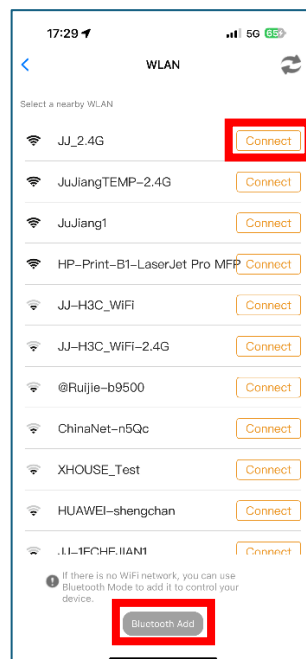 17:29 5G 65
WLAN
Select a nearby WLAN
JJ_2.4G Connect
JuJiangTEMP-2.4G Connect
JuJiang1 Connect
HP-Print-B1-LaserJet Pro MFP Connect
JJ-H3C_WiFi Connect
JJ-H3C_WiFi-2.4G Connect
@Ruijie-b9500 Connect
ChinaNet-n5Qc Connect
XHOUSE_Test Connect
HUAWEI-shengchan Connect
JJ-1FCHEJIAN1 Connect
If there is no WiFi network, you can use
Bluetooth Mode to add it to control your
device.
Bluetooth Add